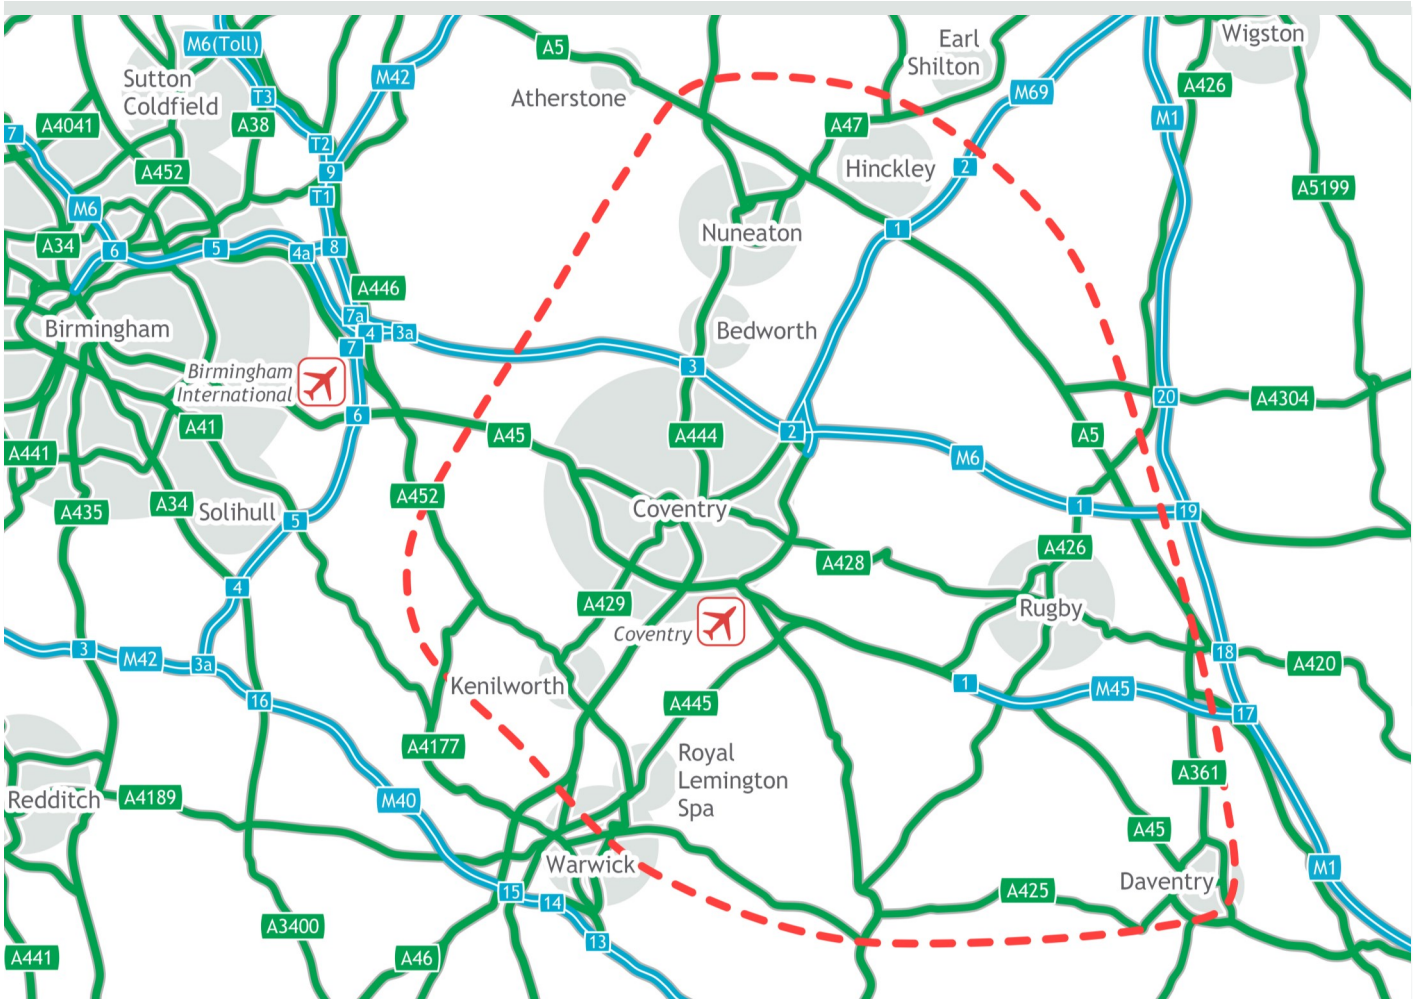 M6(Toll)
A5
Earl
Shilton
Wigston
M42
Sutton
Coldfield
T3
Atherstone
M69
A426
7
A4041
A38
T2
A47
M1
A452
9
Hinckley
2
T1
A5199
M6
A34
6
5
4a
8
Nuneaton
1
A446
7a
Birmingham
4
3a
Bedworth
7
Birmingham
International
3
6
20
A4304
A41
A45
A444
2
A5
A441
M6
A452
A435
A34
Solihull
5
Coventry
1
19
A426
A428
4
A429
Rugby
Coventry
3
M42
3a
18
A420
16
Kenilworth
1
M45
A445
17
A4177
Royal
Lemington
Spa
A361
Redditch
A4189
M40
A45
Warwick
M1
15
14
A425
Daventry
A3400
13
A441
A46